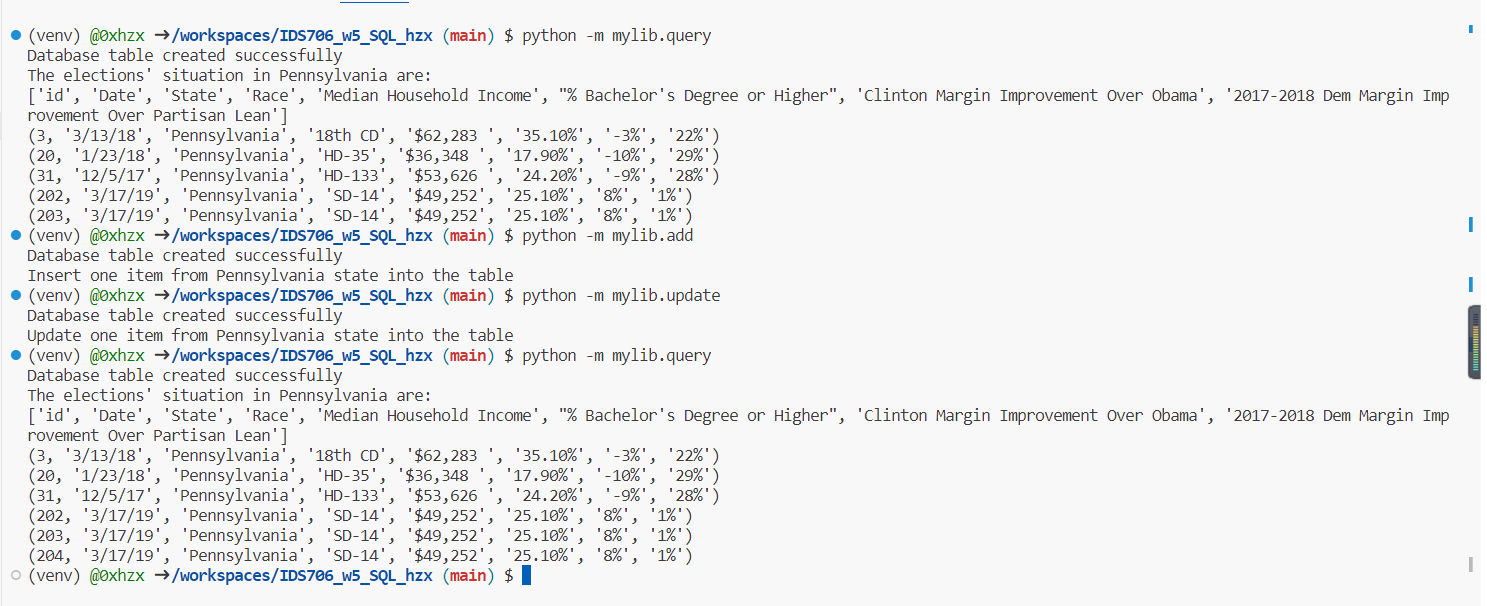 (venv) @0xhzx ➜/workspaces/IDS706_w5_SQL_hzx (main) $ python -m mylib.query
Database table created successfully
The elections' situation in Pennsylvania are:
['id', 'Date', 'State', 'Race', 'Median Household Income', "% Bachelor's Degree or Higher", 'Clinton Margin Improvement Over Obama', '2017-2018 Dem Margin Imp
rovement Over Partisan Lean']
(3, '3/13/18', 'Pennsylvania', '18th CD', '$62,283 ', '35.10%', '-3%', '22%')
(20, '1/23/18', 'Pennsylvania', 'HD-35', '$36,348 ', '17.90%', '-10%', '29%')
(31, '12/5/17', 'Pennsylvania', 'HD-133', '$53,626 ', '24.20%', '-9%', '28%')
(202, '3/17/19', 'Pennsylvania', 'SD-14', '$49,252', '25.10%', '8%', '1%')
(203, '3/17/19', 'Pennsylvania', 'SD-14', '$49,252', '25.10%', '8%', '1%')
(venv) @0xhzx ➜/workspaces/IDS706_w5_SQL_hzx (main) $ python -m mylib.add
Database table created successfully
Insert one item from Pennsylvania state into the table
(venv) @0xhzx ➜/workspaces/IDS706_w5_SQL_hzx (main) $ python -m mylib.update
Database table created successfully
Update one item from Pennsylvania state into the table
(venv) @0xhzx ➜/workspaces/IDS706_w5_SQL_hzx (main) $ python -m mylib.query
Database table created successfully
The elections' situation in Pennsylvania are:
['id', 'Date', 'State', 'Race', 'Median Household Income', "% Bachelor's Degree or Higher", 'Clinton Margin Improvement Over Obama', '2017-2018 Dem Margin Imp
rovement Over Partisan Lean']
(3, '3/13/18', 'Pennsylvania', '18th CD', '$62,283 ', '35.10%', '-3%', '22%')
(20, '1/23/18', 'Pennsylvania', 'HD-35', '$36,348 ', '17.90%', '-10%', '29%')
(31, '12/5/17', 'Pennsylvania', 'HD-133', '$53,626 ', '24.20%', '-9%', '28%')
(202, '3/17/19', 'Pennsylvania', 'SD-14', '$49,252', '25.10%', '8%', '1%')
(203, '3/17/19', 'Pennsylvania', 'SD-14', '$49,252', '25.10%', '8%', '1%')
(204, '3/17/19', 'Pennsylvania', 'SD-14', '$49,252', '25.10%', '8%', '1%')
(venv) @0xhzx ➜/workspaces/IDS706_w5_SQL_hzx (main) $